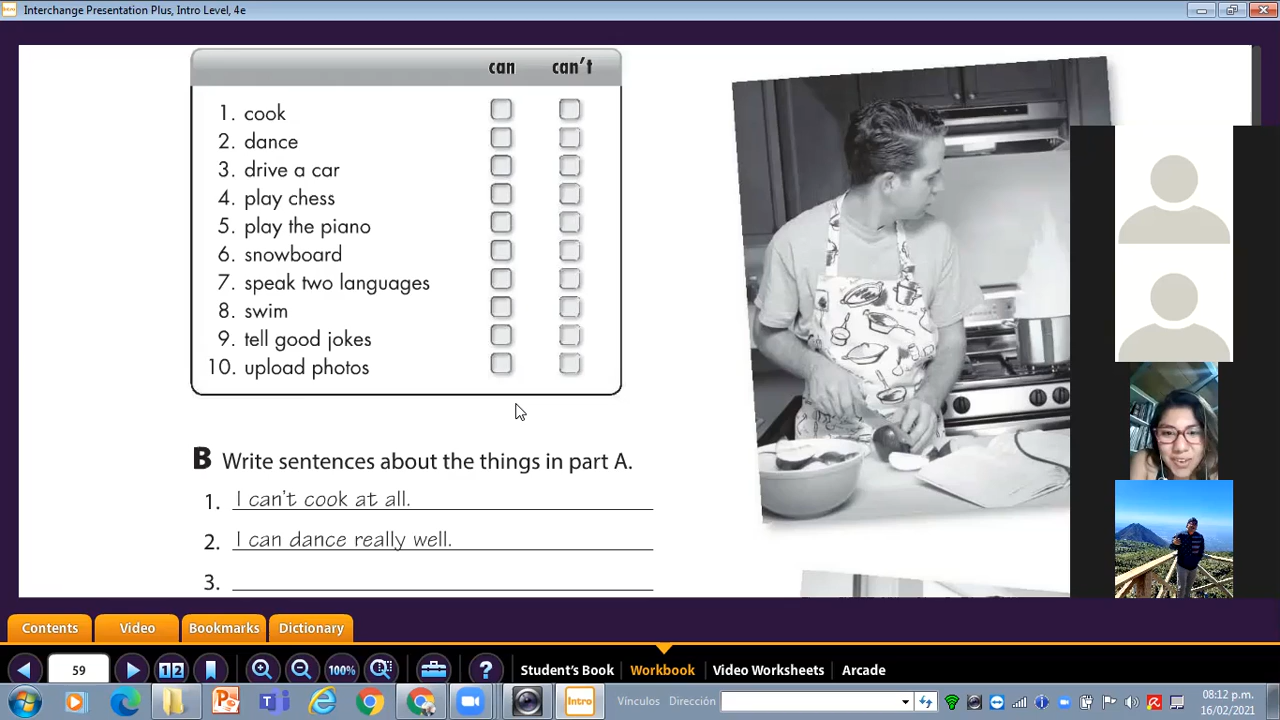 Interchange Presentation Plus, Intro Level, 4e
can can't
1. cook
2. dance
3. drive a car
4. play chess
5. play the piano
6. snowboard
7. speak two languages
8. swim
9. tell good jokes
10. upload photos
B Write sentences about the things in part A.
1. I can't cook at all.
2. I can dance really well.
3.
Contents Video Bookmarks Dictionary
59 12 100% ? Student's Book Workbook Video Worksheets Arcade
Intro Vínculos Dirección 08:12 p.m.
16/02/2021